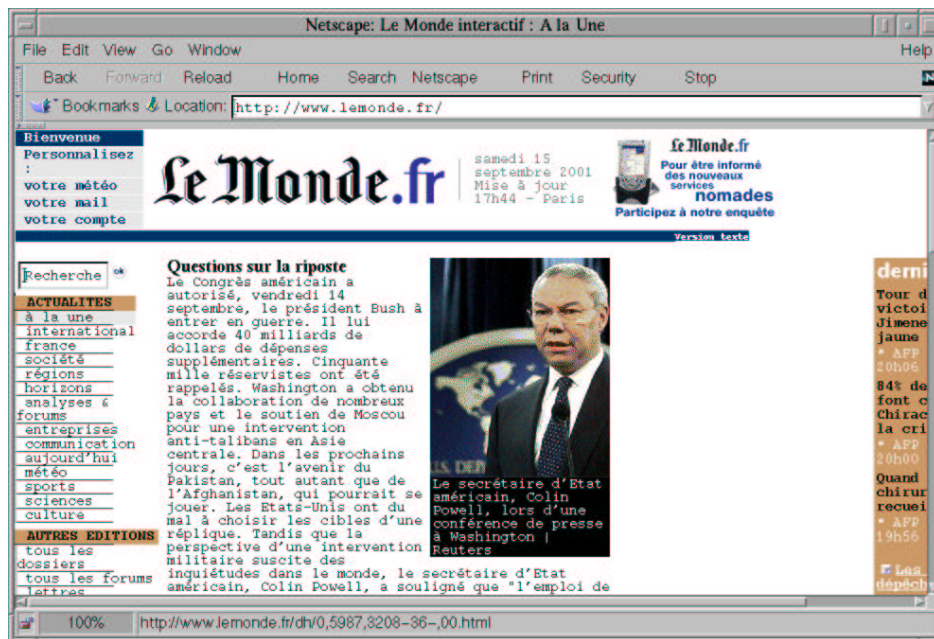 Netscape: Le Monde interactif : A la Une
File Edit View Go Window Help
Back Forward Reload Home Search Netscape Print Security Stop N
Bookmarks Location: http://www.lemonde.fr/
Bienvenue
Personnalisez
:
votre météo
votre mail
votre compte
Le Monde.fr
samedi 15
septembre 2001
Mise à jour
17h44 - Paris
Le Monde.fr
Pour être informé
des nouveaux
services
nomades
Participez à notre enquête
Version texte
Recherche ok
ACTUALITES
à la une
international
france
société
régions
horizons
analyses &
forums
entreprises
communication
aujourd'hui
météo
sports
sciences
culture
AUTRES EDITIONS
tous les
dossiers
tous les forums
lettres
Questions sur la riposte
Le Congrès américain a
autorisé, vendredi 14
septembre, le président Bush à
entrer en guerre. Il lui
accorde 40 milliards de
dollars de dépenses
supplémentaires. Cinquante
mille réservistes ont été
rappelés. Washington a obtenu
la collaboration de nombreux
pays et le soutien de Moscou
pour une intervention
anti-talibans en Asie
centrale. Dans les prochains
jours, c'est l'avenir du
Pakistan, tout autant que de
l'Afghanistan, qui pourrait se
jouer. Les Etats-Unis ont du
mal à choisir les cibles d'une
réplique. Tandis que la
perspective d'une intervention
militaire suscite des
inquiétudes dans le monde, le secrétaire d'Etat
américain, Colin Powell, a souligné que "l'emploi de
U.S. DEP
Le secrétaire d'Etat
américain, Colin
Powell, lors d'une
conférence de presse
à Washington |
Reuters
derni
Tour d
victoi
Jimene
jaune
* AFP
20h06
84% de
font c
Chirac
la cri
* AFP
20h00
Quand
chirur
recuei
* AFP
19h56
Les
dépêch
100% http://www.lemonde.fr/dh/0,5987,3208-36-,00.html